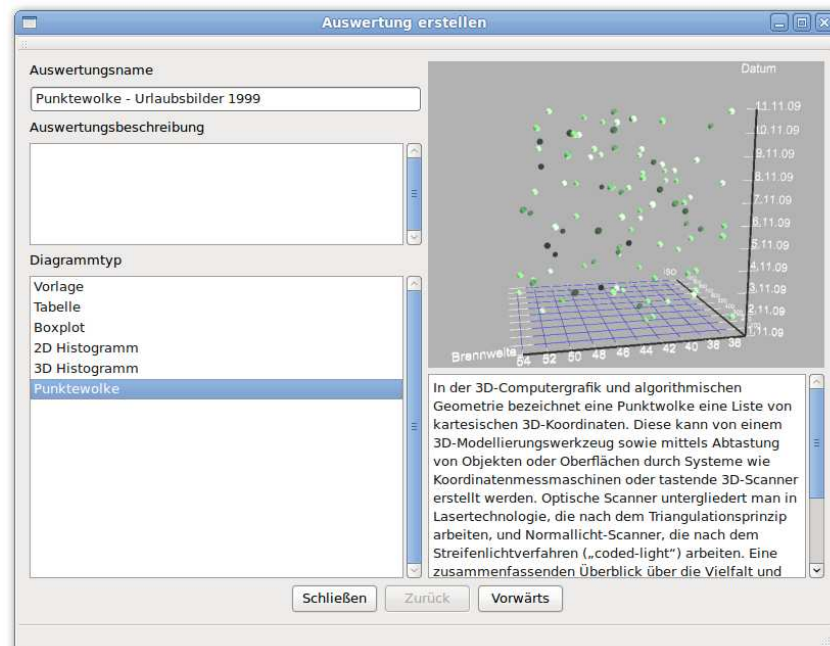 Auswertung erstellen
Auswertungsname
Punktewolke - Urlaubsbilder 1999
Auswertungsbeschreibung
Diagrammtyp
Vorlage
Tabelle
Boxplot
2D Histogramm
3D Histogramm
Punktewolke
Datum
11.11.09
10.11.09
9.11.09
8.11.09
7.11.09
6.11.09
5.11.09
4.11.09
3.11.09
2.11.09
1.11.09
ISO
Brennweite
54 52 50 48 46 44 42 40 38 36
In der 3D-Computergrafik und algorithmischen
Geometrie bezeichnet eine Punktwolke eine Liste von
kartesischen 3D-Koordinaten. Diese kann von einem
3D-Modellierungswerkzeug sowie mittels Abtastung
von Objekten oder Oberflächen durch Systeme wie
Koordinatenmessmaschinen oder tastende 3D-Scanner
erstellt werden. Optische Scanner untergliedert man in
Lasertechnologie, die nach dem Triangulationsprinzip
arbeiten, und Normallicht-Scanner, die nach dem
Streifenlichtverfahren („coded-light“) arbeiten. Eine
zusammenfassenden Überblick über die Vielfalt und
Schließen
Zurück
Vorwärts